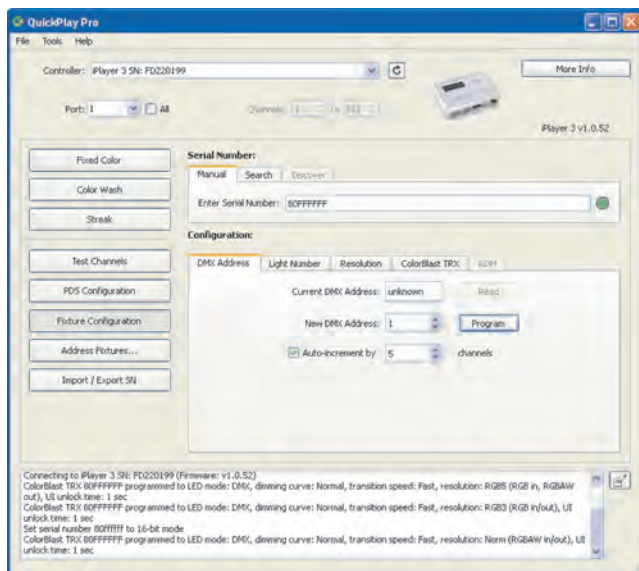 QuickPlay Pro
File Tools Help
Controller: iPlayer 3 SN: FD220199
More Info
Port: 1 All Channels: 1 to 512
iPlayer 3 v1.0.52
Fixed Color
Color Wash
Streak
Test Channels
PDS Configuration
Fixture Configuration
Address Fixtures...
Import / Export SN
Serial Number:
Manual Search Discover
Enter Serial Number: 80FFFFFF
Configuration:
DMX Address Light Number Resolution ColorBlast TRX RDM
Current DMX Address: unknown Read
New DMX Address: 1 Program
Auto-increment by 5 channels
Connecting to iPlayer 3 SN: FD220199 (Firmware: v1.0.52)
ColorBlast TRX 80FFFFFF programmed to LED mode: DMX, dimming curve: Normal, transition speed: Fast, resolution: RGB5 (RGB in, RGBAW
out), UI unlock time: 1 sec
ColorBlast TRX 80FFFFFF programmed to LED mode: DMX, dimming curve: Normal, transition speed: Fast, resolution: RGB3 (RGB in/out), UI
unlock time: 1 sec
Set serial number 80ffffff to 16-bit mode
ColorBlast TRX 80FFFFFF programmed to LED mode: DMX, dimming curve: Normal, transition speed: Fast, resolution: Norm (RGBAW in/out), UI
unlock time: 1 sec